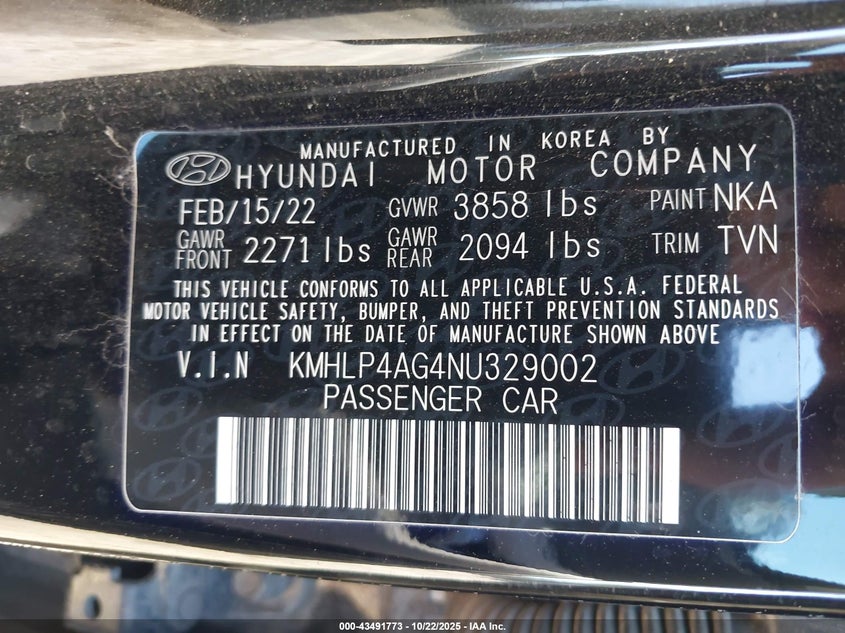 MANUFACTURED IN KOREA BY
HYUNDAI MOTOR COMPANY
FEB/15/22 GVWR 3858 lbs PAINT NKA
GAWR FRONT 2271 lbs GAWR REAR 2094 lbs TRIM TVN
THIS VEHICLE CONFORMS TO ALL APPLICABLE U.S.A. FEDERAL
MOTOR VEHICLE SAFETY, BUMPER, AND THEFT PREVENTION STANDARDS
IN EFFECT ON THE DATE OF MANUFACTURE SHOWN ABOVE
V.i.N KMHLP4AG4NU329002
PASSENGER CAR
000-43491773 - 10/22/2025 - IAA Inc.